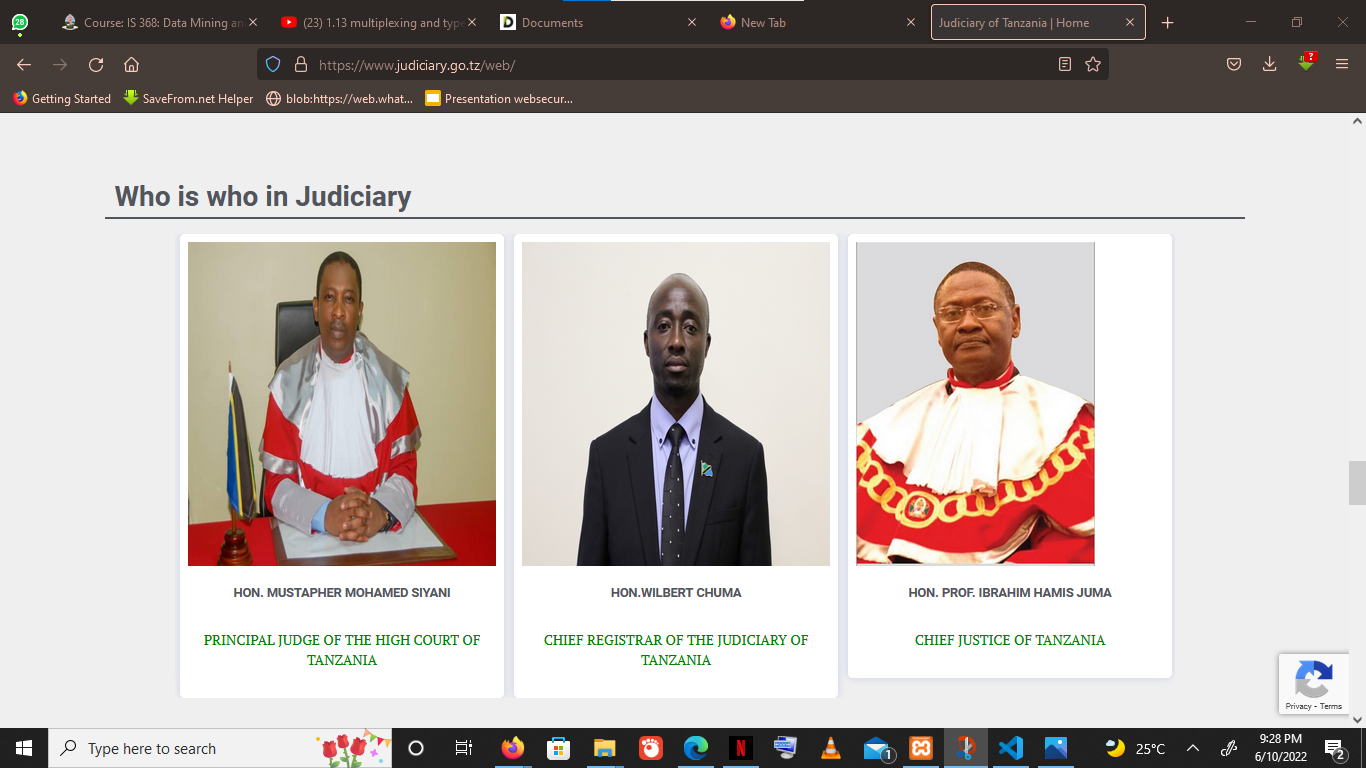 28
Course: IS 368: Data Mining an
(23) 1.13 multiplexing and type
Documents
New Tab
Judiciary of Tanzania | Home
https://www.judiciary.go.tz/web/
?
Getting Started
SaveFrom.net Helper
blob:https://web.what...
Presentation websecur...
Who is who in Judiciary
HON. MUSTAPHER MOHAMED SIYANI
PRINCIPAL JUDGE OF THE HIGH COURT OF
TANZANIA
HON.WILBERT CHUMA
CHIEF REGISTRAR OF THE JUDICIARY OF
TANZANIA
HON. PROF. IBRAHIM HAMIS JUMA
CHIEF JUSTICE OF TANZANIA
Privacy - Terms
Type here to search
1
25°C
9:28 PM
6/10/2022
2